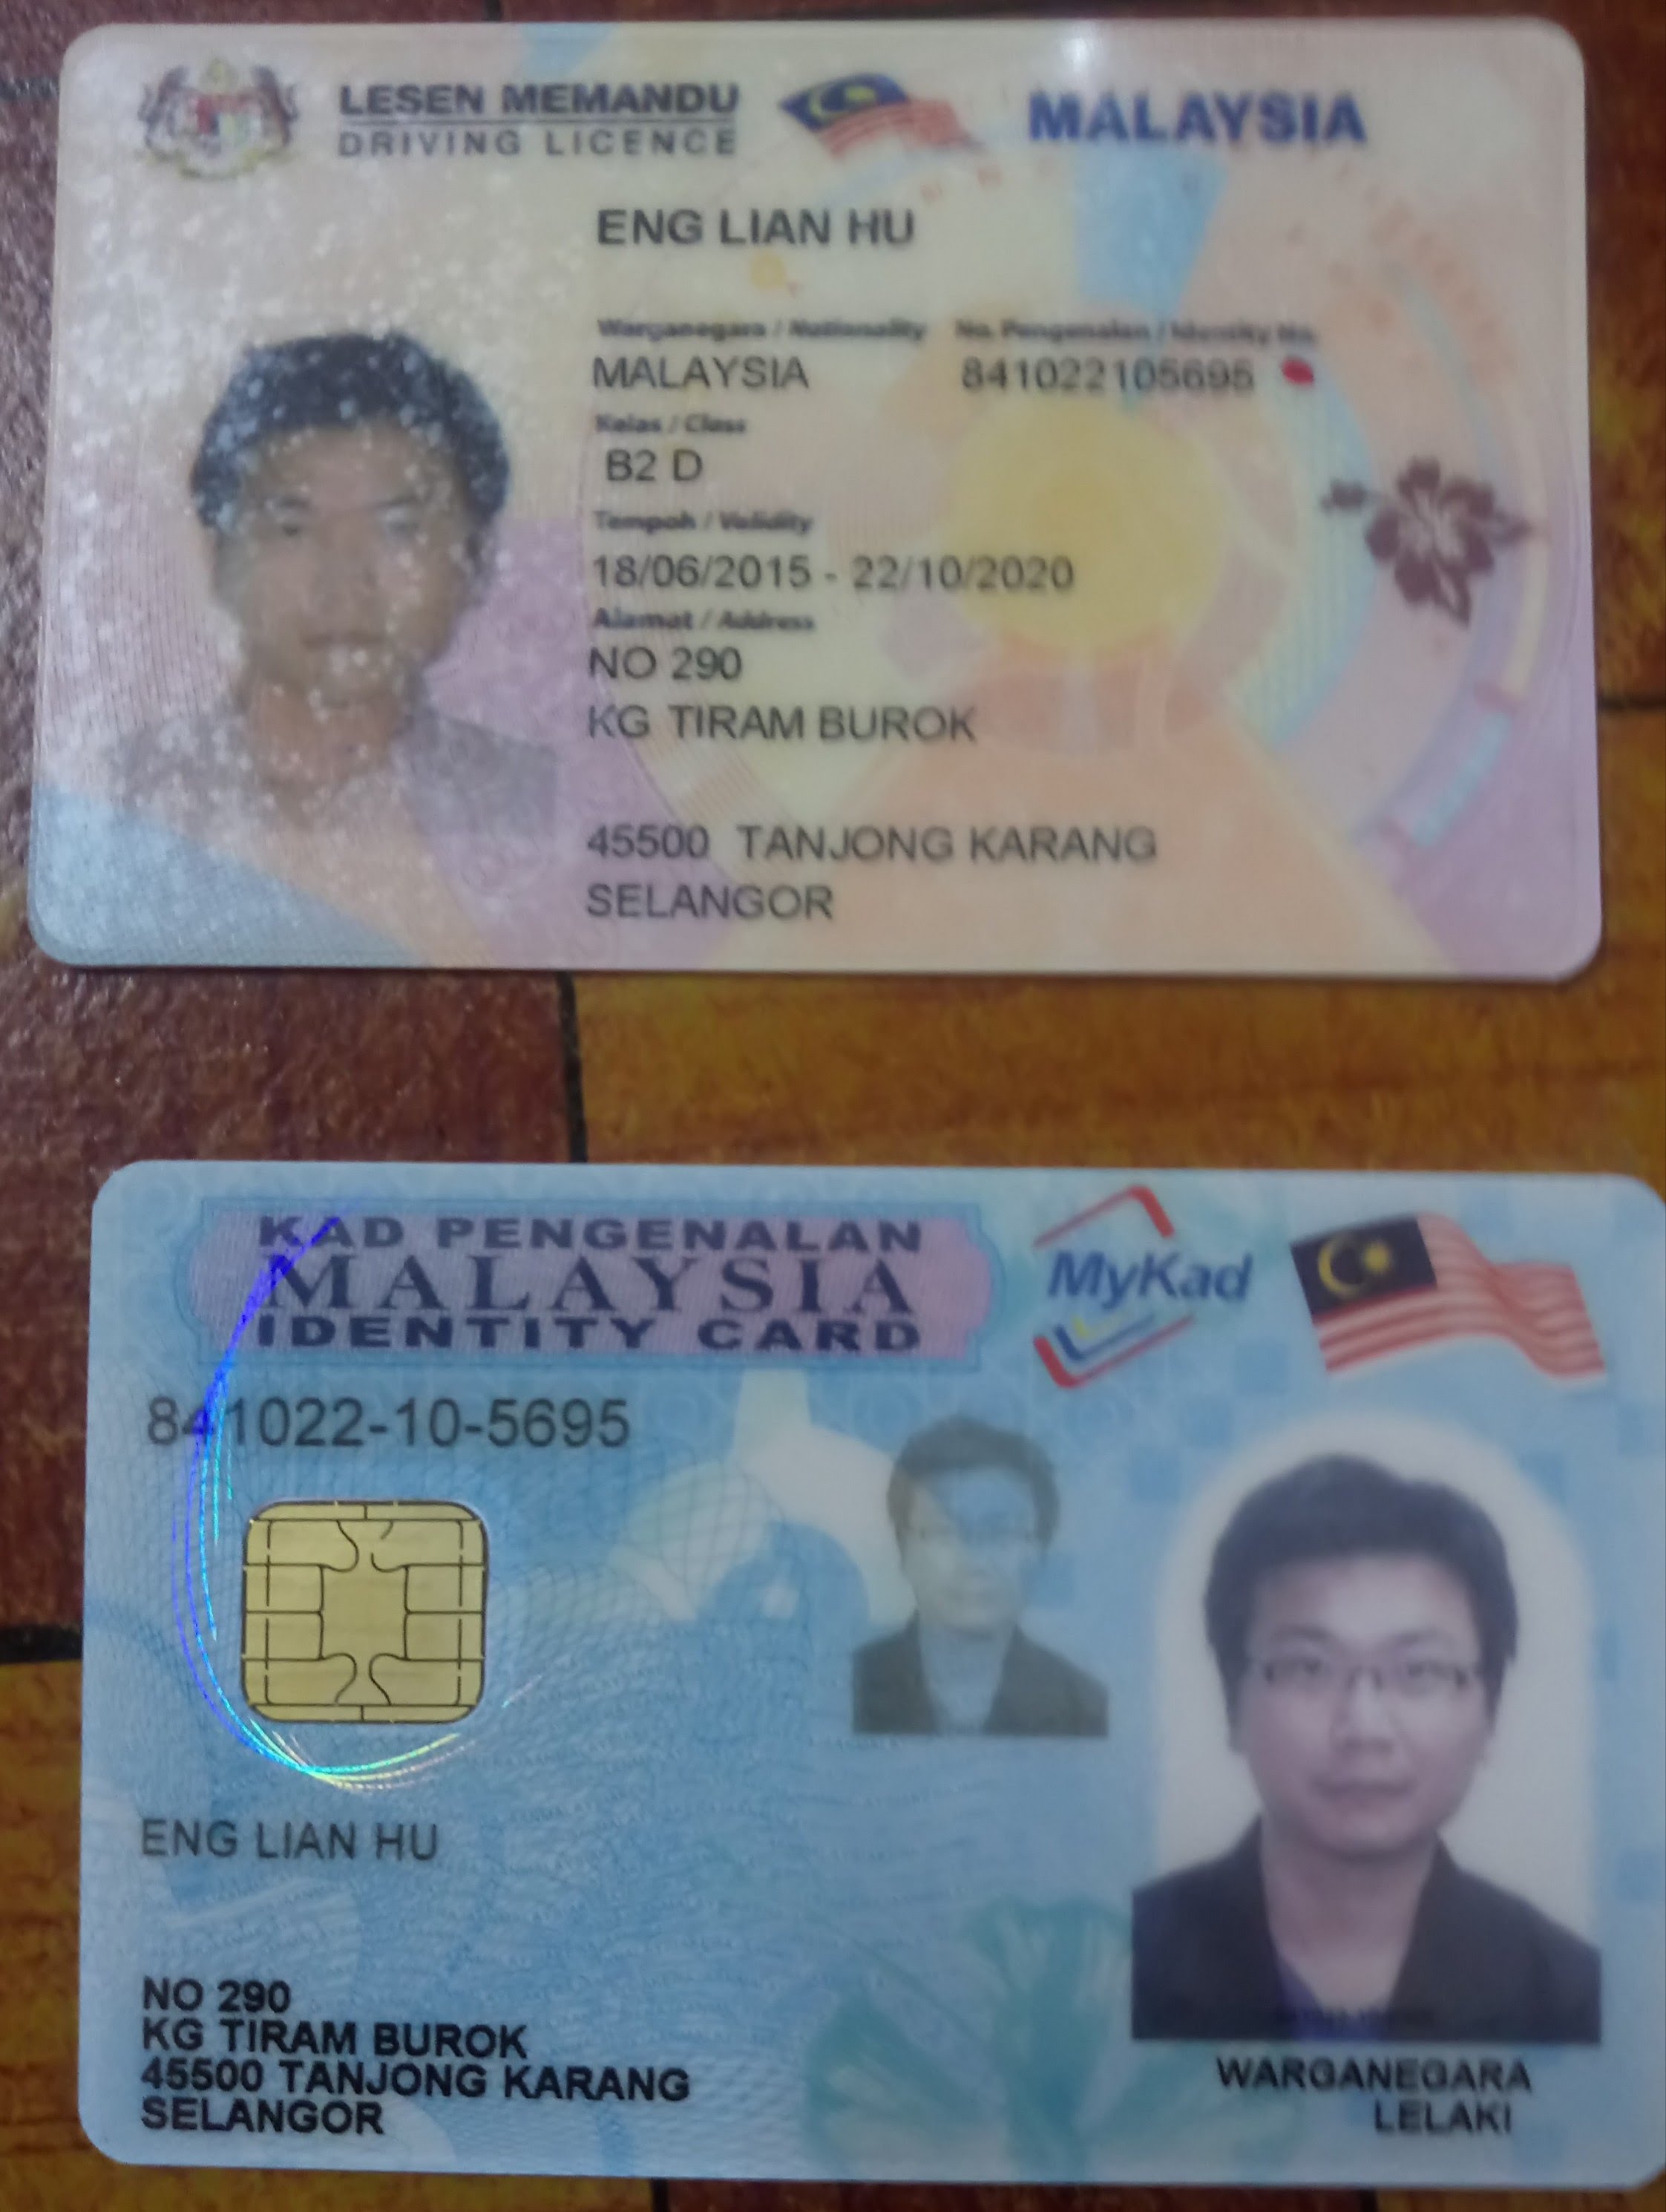 LESEN MEMANDU
DRIVING LICENCE
MALAYSIA
ENG LIAN HU
Warganegara / Nationality No. Pengenalan / Identity No.
MALAYSIA 841022105695
Kelas / Class
B2 D
Tempoh / Validity
18/06/2015 - 22/10/2020
Alamat / Address
NO 290
KG TIRAM BUROK
45500 TANJONG KARANG
SELANGOR
KAD PENGENALAN
MALAYSIA
IDENTITY CARD
MyKad
841022-10-5695
ENG LIAN HU
NO 290
KG TIRAM BUROK
45500 TANJONG KARANG
SELANGOR
WARGANEGARA
LELAKI